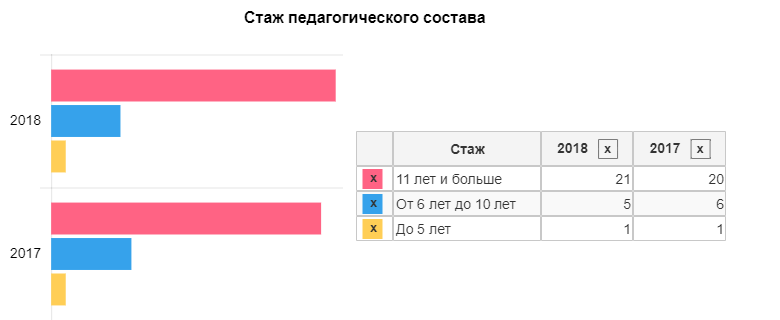 Стаж педагогического состава
2018
2017
Стаж 2018 x 2017 x
x 11 лет и больше 21 20
x От 6 лет до 10 лет 5 6
x До 5 лет 1 1